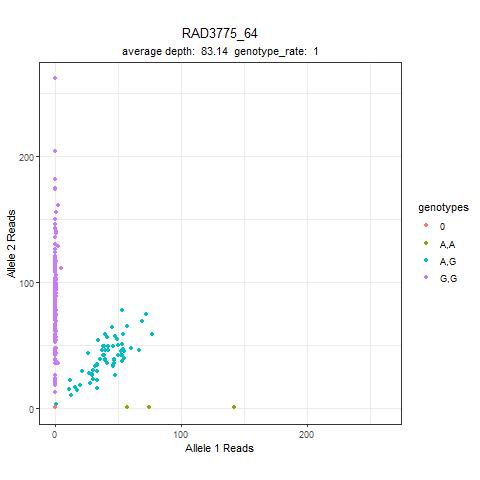 RAD3775_64
average depth: 83.14 genotype_rate: 1
Allele 2 Reads
200
100
0
0
100
200
Allele 1 Reads
genotypes
0
A,A
A,G
G,G